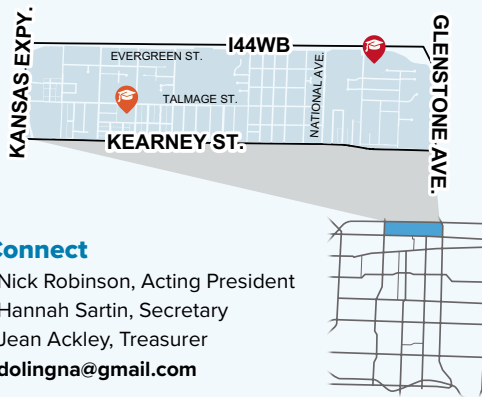 KANSAS EXPY.
I44WB
GLENSTONE AVE.
EVERGREEN ST.
NATIONAL AVE.
TALMAGE ST.
KEARNEY ST.
Connect
Nick Robinson, Acting President
Hannah Sartin, Secretary
Jean Ackley, Treasurer
dolingna@gmail.com